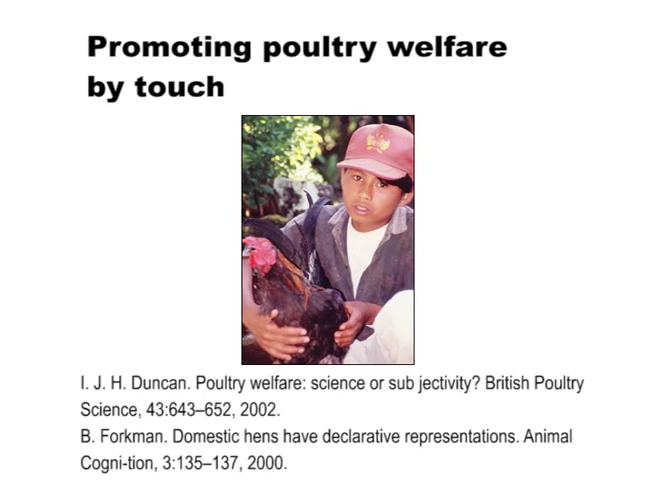 Promoting poultry welfare
by touch
I. J. H. Duncan. Poultry welfare: science or sub jectivity? British Poultry
Science, 43:643–652, 2002.
B. Forkman. Domestic hens have declarative representations. Animal
Cogni-tion, 3:135–137, 2000.